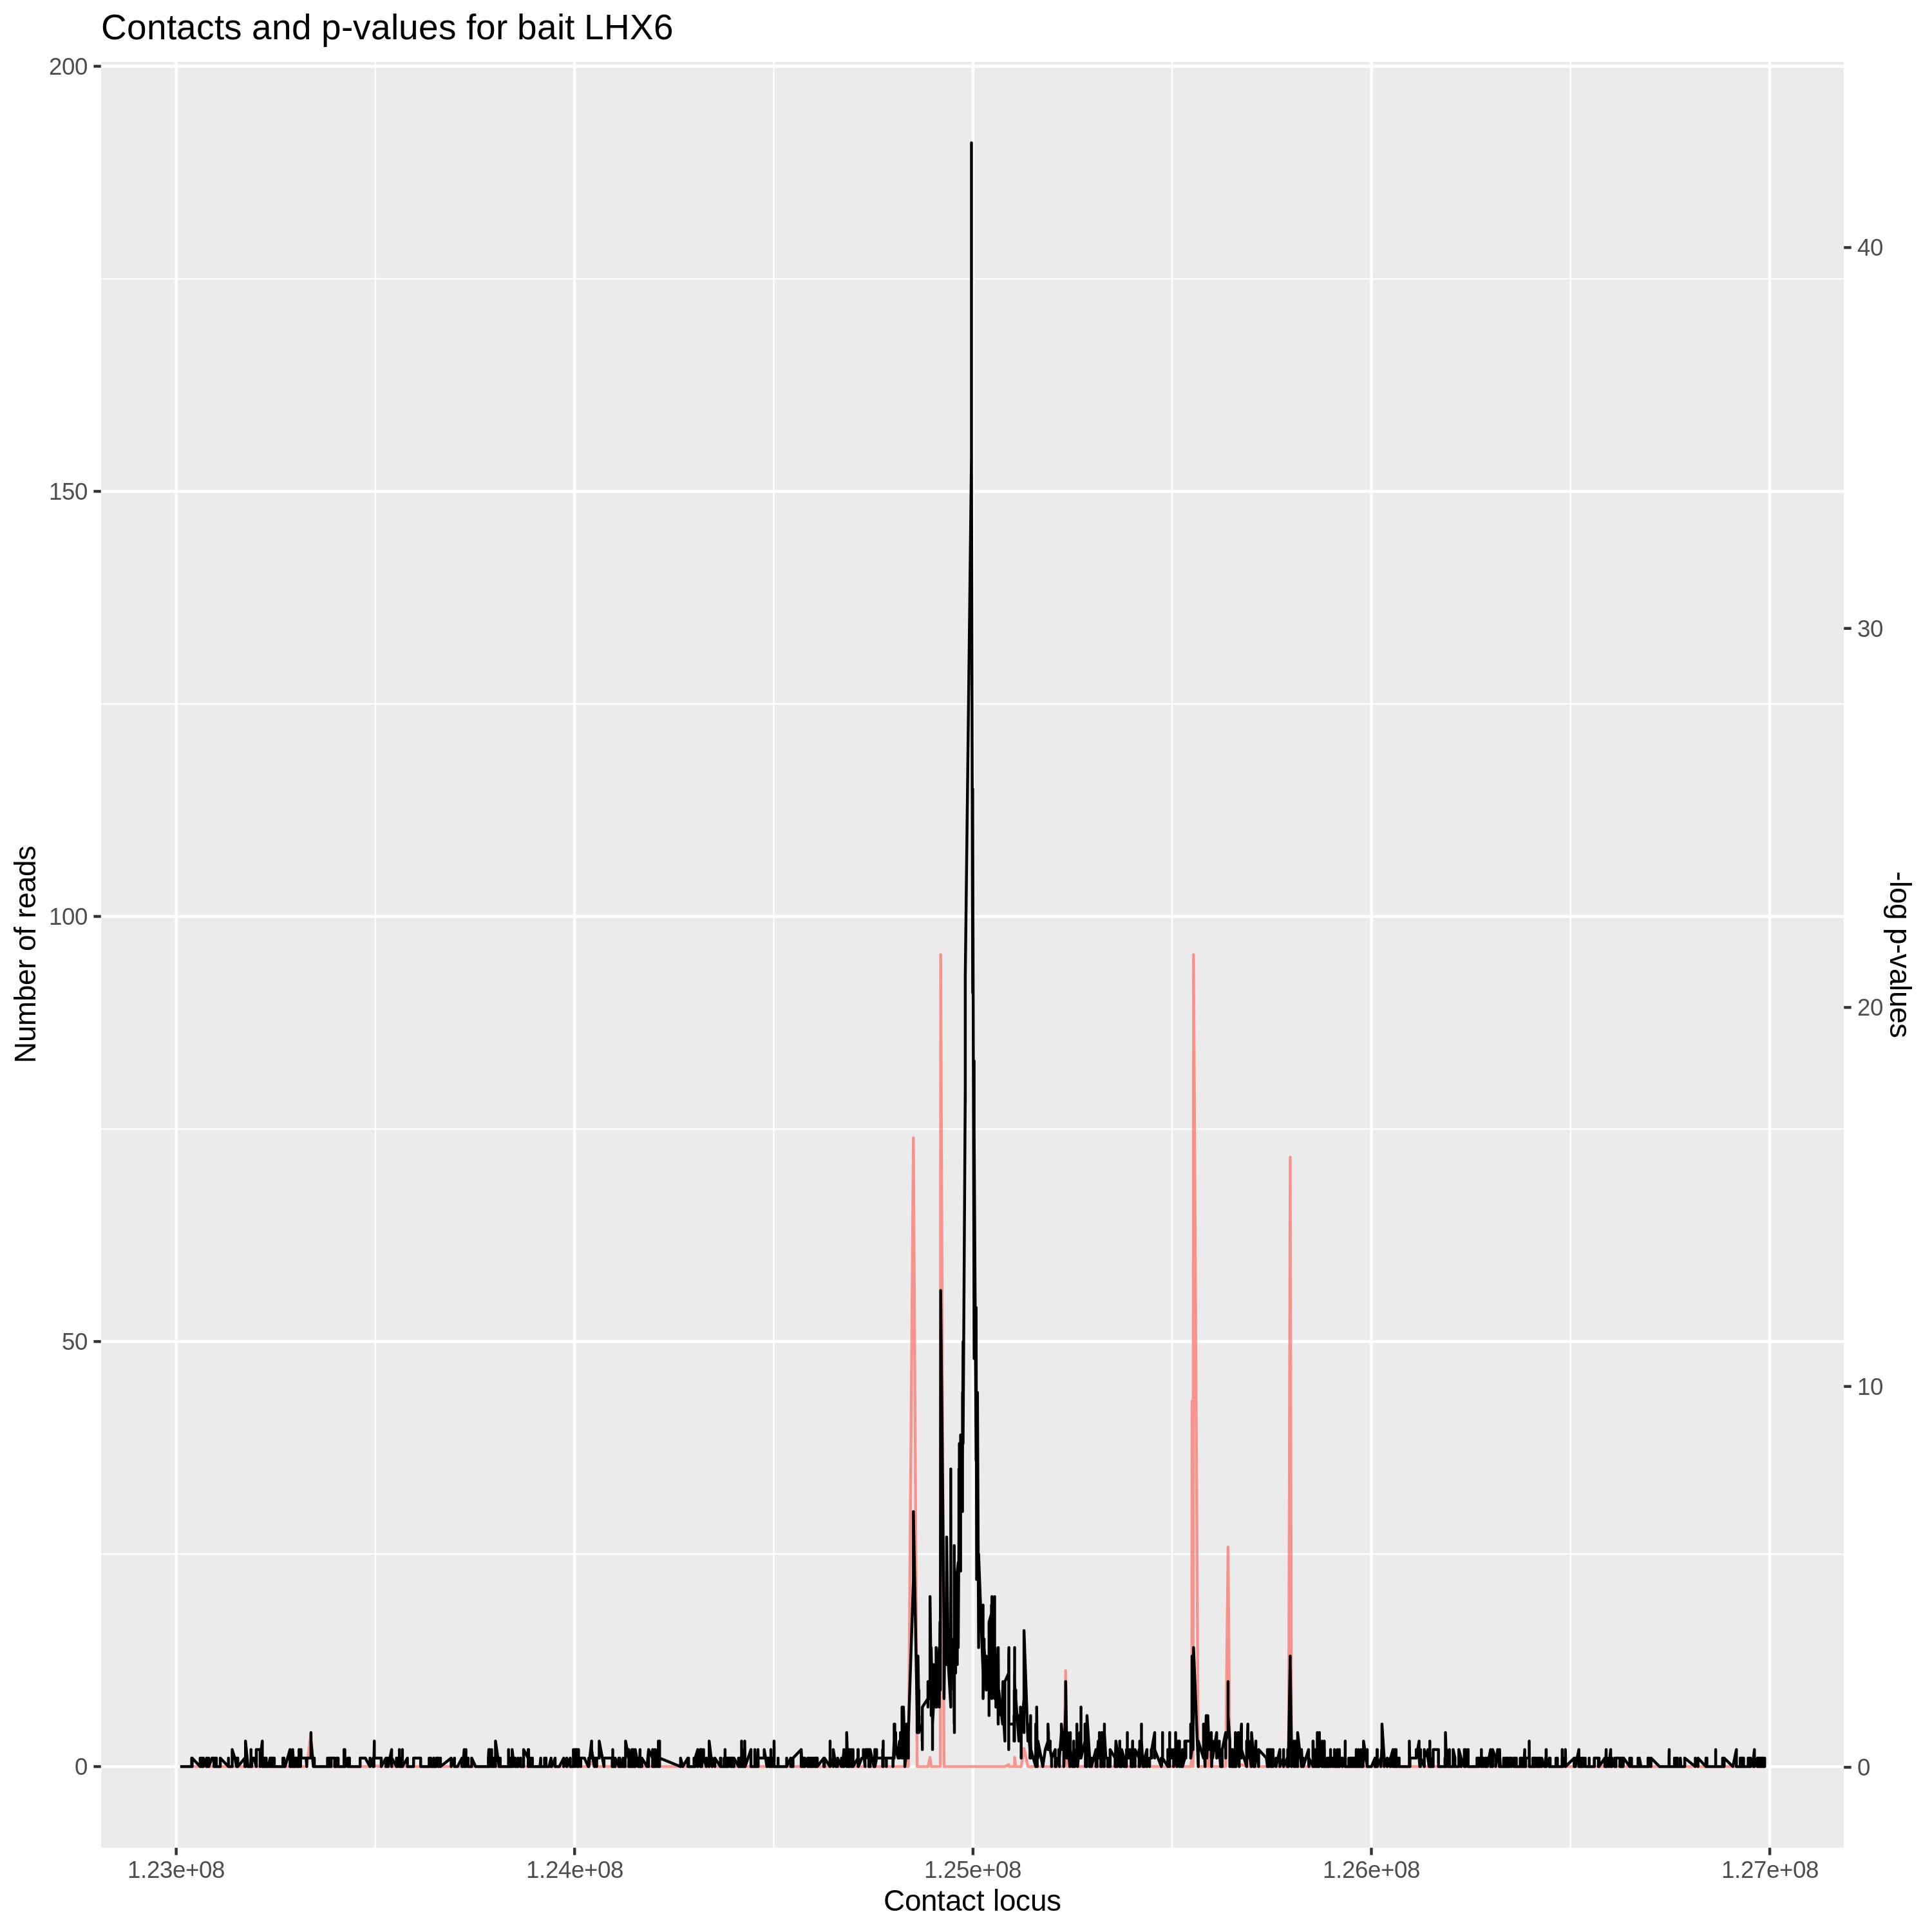 Contacts and p-values for bait LHX6
200
150
100
50
0
Number of reads
40
30
20
10
0
-log p-values
1.23e+08
1.24e+08
1.25e+08
1.26e+08
1.27e+08
Contact locus